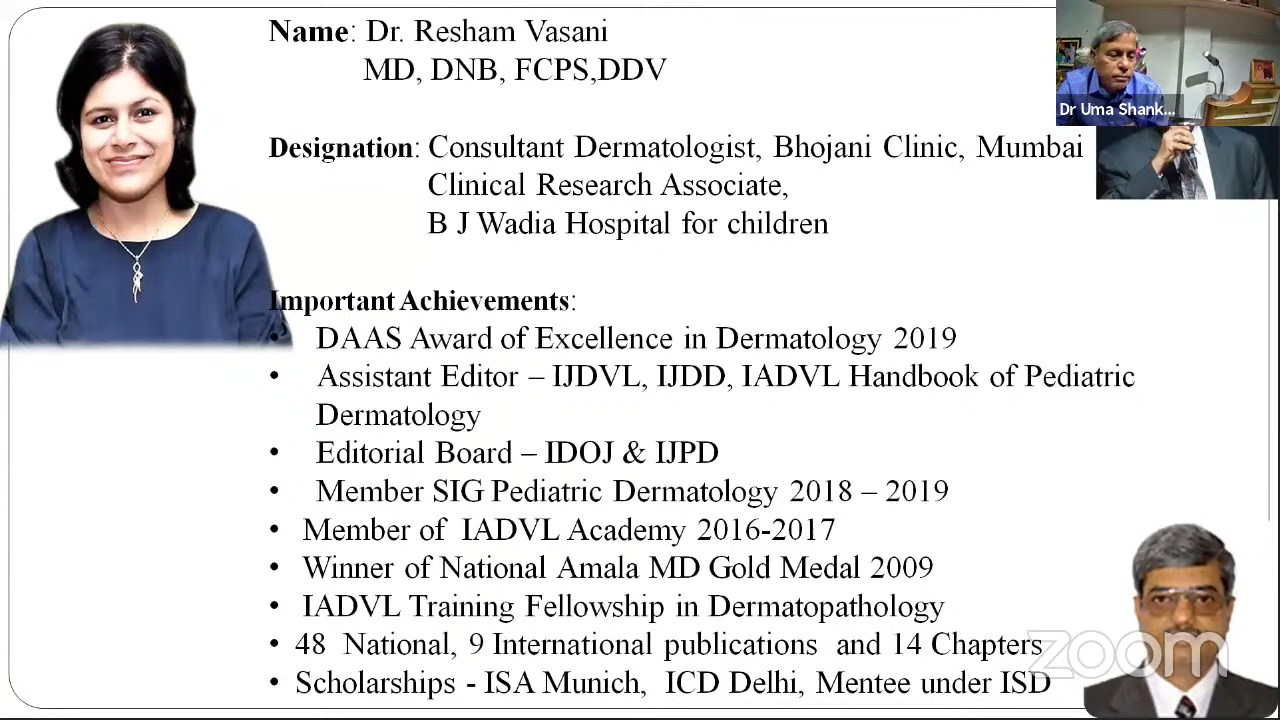 Name: Dr. Resham Vasani
MD, DNB, FCPS,DDV
Dr Uma Shank...
Designation: Consultant Dermatologist, Bhojani Clinic, Mumbai
Clinical Research Associate,
B J Wadia Hospital for children
Important Achievements:
• DAAS Award of Excellence in Dermatology 2019
• Assistant Editor – IJDVL, IJDD, IADVL Handbook of Pediatric
Dermatology
• Editorial Board – IDOJ & IJPD
• Member SIG Pediatric Dermatology 2018 – 2019
• Member of IADVL Academy 2016-2017
• Winner of National Amala MD Gold Medal 2009
• IADVL Training Fellowship in Dermatopathology
• 48 National, 9 International publications and 14 Chapters
• Scholarships - ISA Munich, ICD Delhi, Mentee under ISD
zoom